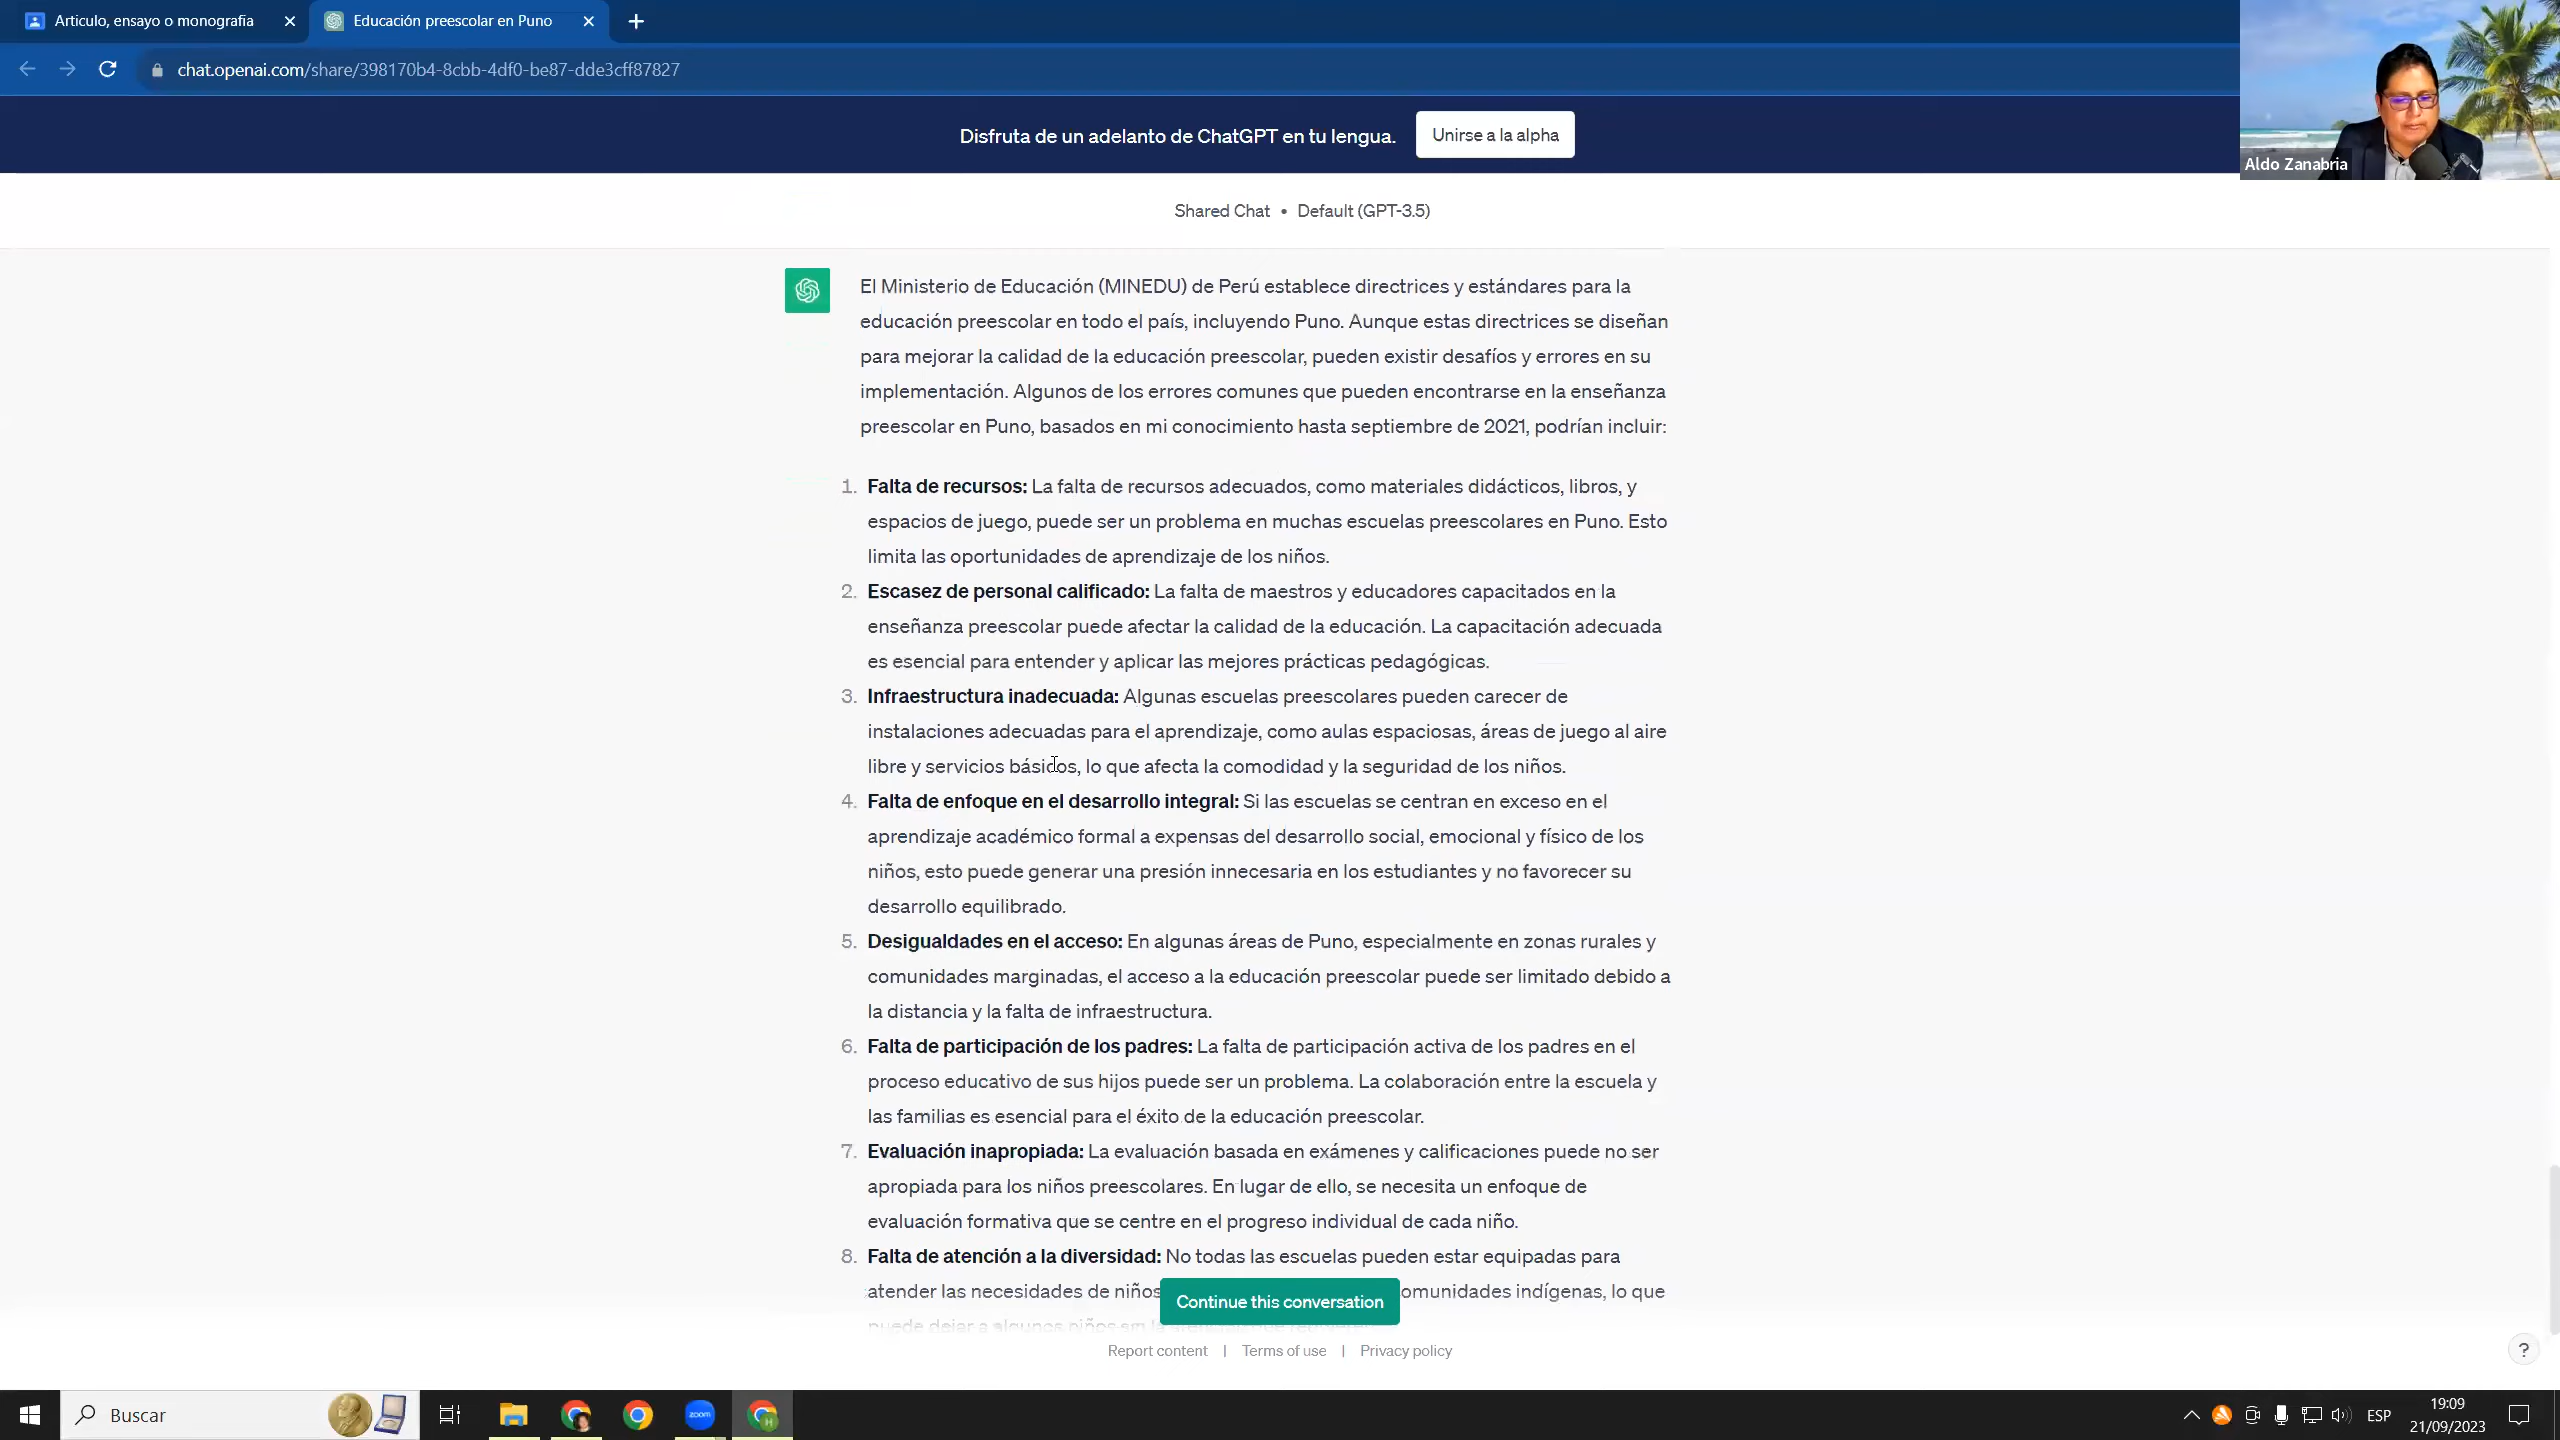 Articulo, ensayo o monografía
Educación preescolar en Puno
chat.openai.com/share/398170b4-8cbb-4df0-be87-dde3cff87827
Disfruta de un adelanto de ChatGPT en tu lengua.
Unirse a la alpha
Aldo Zanabria
Shared Chat • Default (GPT-3.5)
El Ministerio de Educación (MINEDU) de Perú establece directrices y estándares para la
educación preescolar en todo el país, incluyendo Puno. Aunque estas directrices se diseñan
para mejorar la calidad de la educación preescolar, pueden existir desafíos y errores en su
implementación. Algunos de los errores comunes que pueden encontrarse en la enseñanza
preescolar en Puno, basados en mi conocimiento hasta septiembre de 2021, podrían incluir:
1. Falta de recursos: La falta de recursos adecuados, como materiales didácticos, libros, y
espacios de juego, puede ser un problema en muchas escuelas preescolares en Puno. Esto
limita las oportunidades de aprendizaje de los niños.
2. Escasez de personal calificado: La falta de maestros y educadores capacitados en la
enseñanza preescolar puede afectar la calidad de la educación. La capacitación adecuada
es esencial para entender y aplicar las mejores prácticas pedagógicas.
3. Infraestructura inadecuada: Algunas escuelas preescolares pueden carecer de
instalaciones adecuadas para el aprendizaje, como aulas espaciosas, áreas de juego al aire
libre y servicios básicos, lo que afecta la comodidad y la seguridad de los niños.
4. Falta de enfoque en el desarrollo integral: Si las escuelas se centran en exceso en el
aprendizaje académico formal a expensas del desarrollo social, emocional y físico de los
niños, esto puede generar una presión innecesaria en los estudiantes y no favorecer su
desarrollo equilibrado.
5. Desigualdades en el acceso: En algunas áreas de Puno, especialmente en zonas rurales y
comunidades marginadas, el acceso a la educación preescolar puede ser limitado debido a
la distancia y la falta de infraestructura.
6. Falta de participación de los padres: La falta de participación activa de los padres en el
proceso educativo de sus hijos puede ser un problema. La colaboración entre la escuela y
las familias es esencial para el éxito de la educación preescolar.
7. Evaluación inapropiada: La evaluación basada en exámenes y calificaciones puede no ser
apropiada para los niños preescolares. En lugar de ello, se necesita un enfoque de
evaluación formativa que se centre en el progreso individual de cada niño.
8. Falta de atención a la diversidad: No todas las escuelas pueden estar equipadas para
atender las necesidades de niños omunidades indígenas, lo que
puede dejar a algunos niños
Continue this conversation
Report content | Terms of use | Privacy policy
?
Buscar
zoom
ESP
19:09
21/09/2023